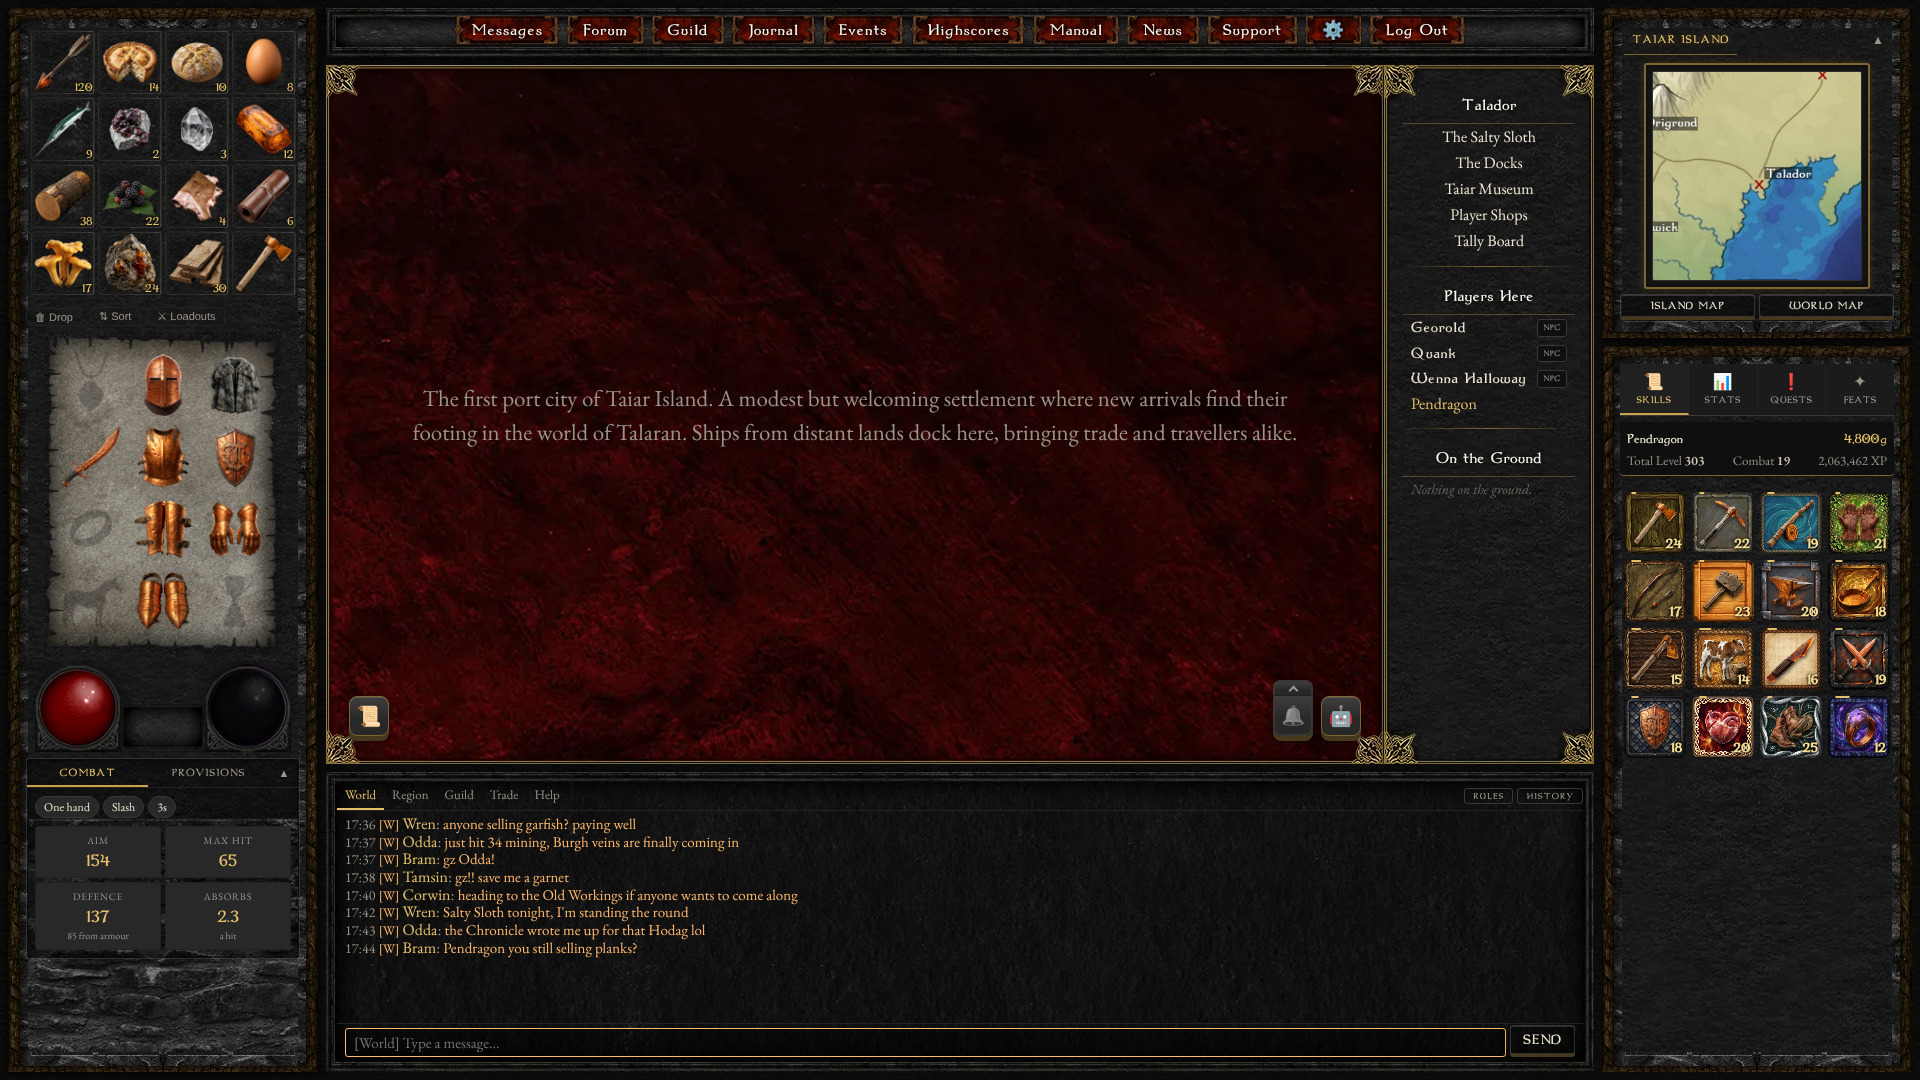 Messages Forum Guild Journal Events Highscores Manual News Support Log Out
120 14 10 8
9 2 3 12
38 22 4 6
17 24 30
Drop Sort Loadouts
COMBAT PROVISIONS
One hand Slash 3s
AIM MAX HIT
154 65
DEFENCE ABSORBS
137 2.3
85 from armour a hit
The first port city of Taiar Island. A modest but welcoming settlement where new arrivals find their
footing in the world of Talaran. Ships from distant lands dock here, bringing trade and travellers alike.
Talador
The Salty Sloth
The Docks
Taiar Museum
Player Shops
Tally Board
Players Here
Georold NPC
Quank NPC
Wenna Halloway NPC
Pendragon
On the Ground
Nothing on the ground.
World Region Guild Trade Help RULES HISTORY
17:36 [W] Wren: anyone selling garfish? paying well
17:37 [W] Odda: just hit 34 mining, Burgh veins are finally coming in
17:37 [W] Bram: gz Odda!
17:38 [W] Tamsin: gz!! save me a garnet
17:40 [W] Corwin: heading to the Old Workings if anyone wants to come along
17:42 [W] Wren: Salty Sloth tonight, I'm standing the round
17:43 [W] Odda: the Chronicle wrote me up for that Hodag lol
17:44 [W] Bram: Pendragon you still selling planks?
[World] Type a message... SEND
TAIAR ISLAND
Origrund
Talador
wick
ISLAND MAP WORLD MAP
SKILLS STATS QUESTS FEATS
Pendragon 4,800g
Total Level 303 Combat 19 2,063,462 XP
24 22 19 21
17 23 20 18
15 14 16 19
18 20 25 12